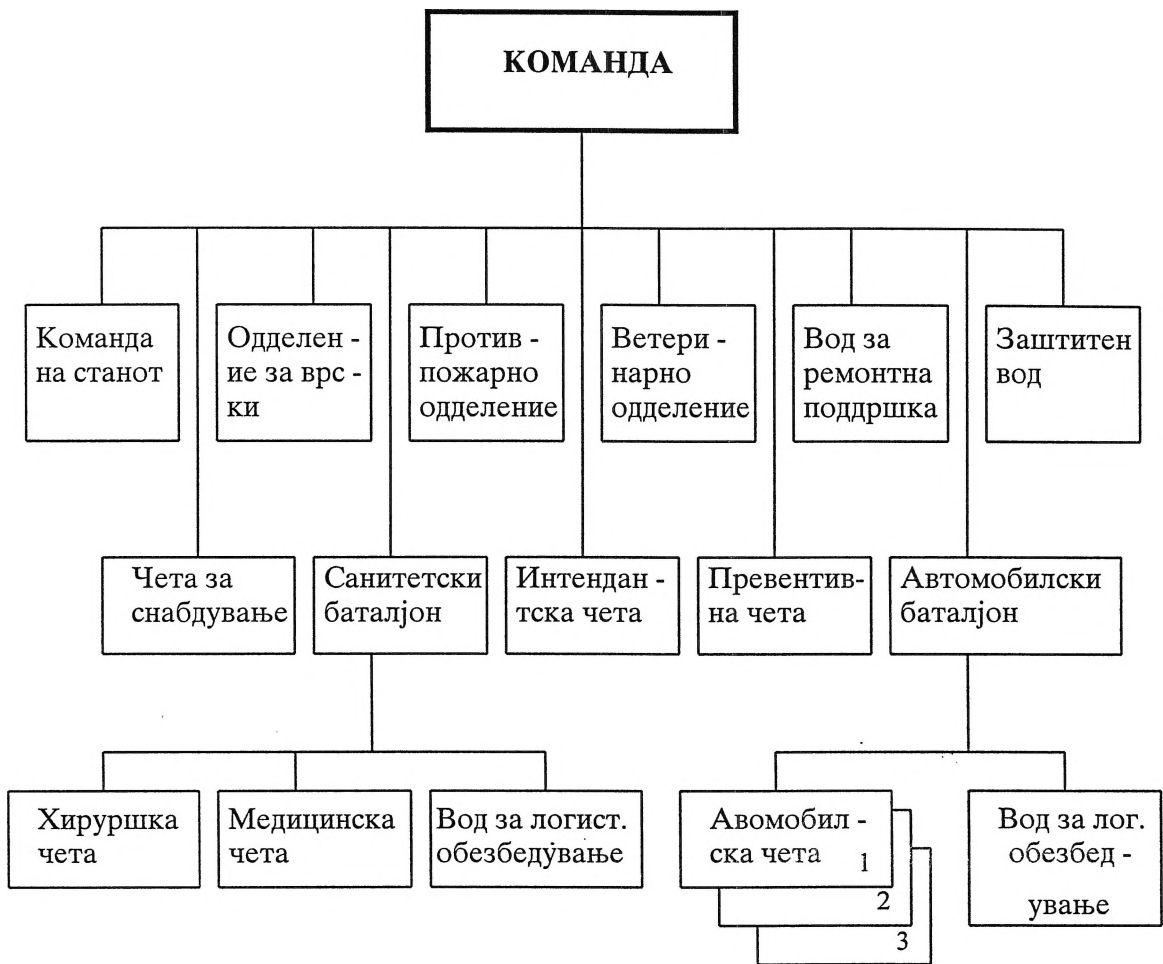 КОМАНДА
Команда
на станот
Одделен -
ие за врс -
ки
Против -
пожарно
одделение
Ветери -
нарно
одделение
Вод за
ремонтна
поддршка
Заштитен
вод
Чета за
снабдување
Санитетски
баталјон
Интендан -
тска чета
Превентив-
на чета
Автомобилски
баталјон
Хируршка
чета
Медицинска
чета
Вод за логист.
обезбедување
Авомобил -
ска чета
1
2
3
Вод за лог.
обезбед -
ување